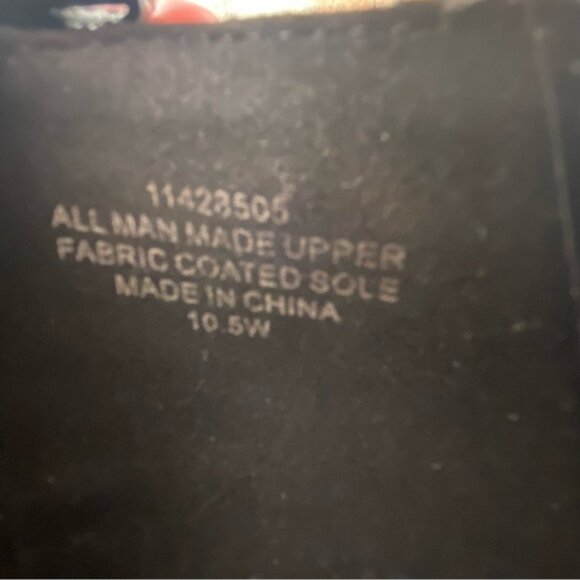 11428505
ALL MAN MADE UPPER
FABRIC COATED SOLE
MADE IN CHINA
10.5W